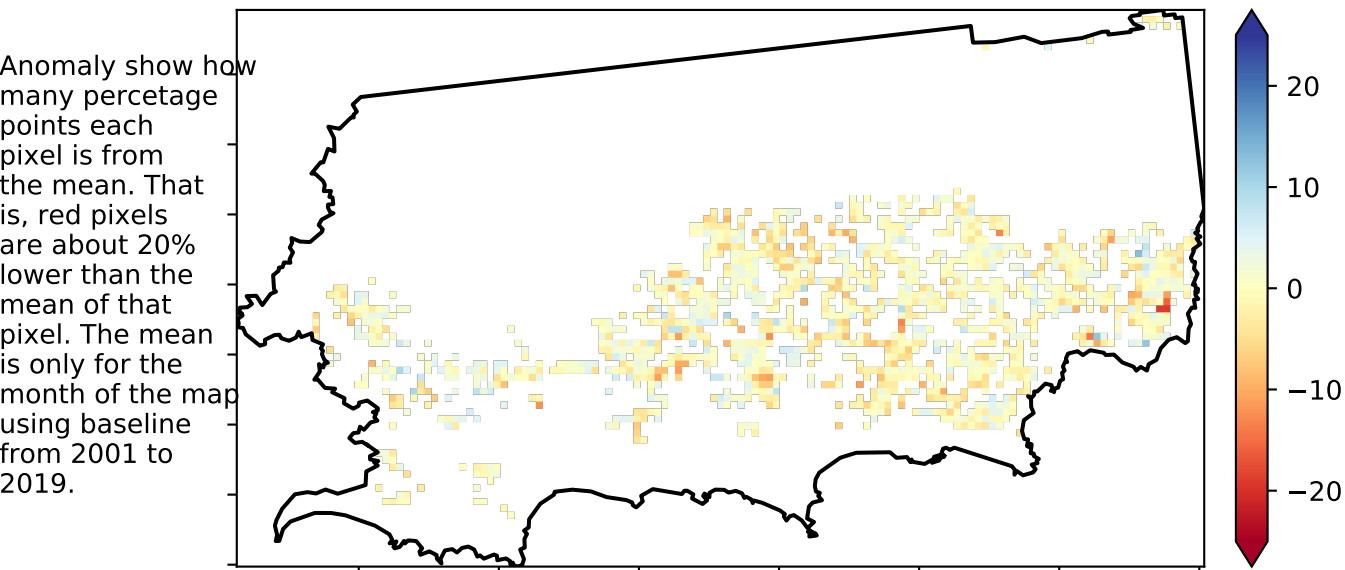 Anomaly show how
many percetage
points each
pixel is from
the mean. That
is, red pixels
are about 20%
lower than the
mean of that
pixel. The mean
is only for the
month of the map
using baseline
from 2001 to
2019.
20
10
0
−10
−20